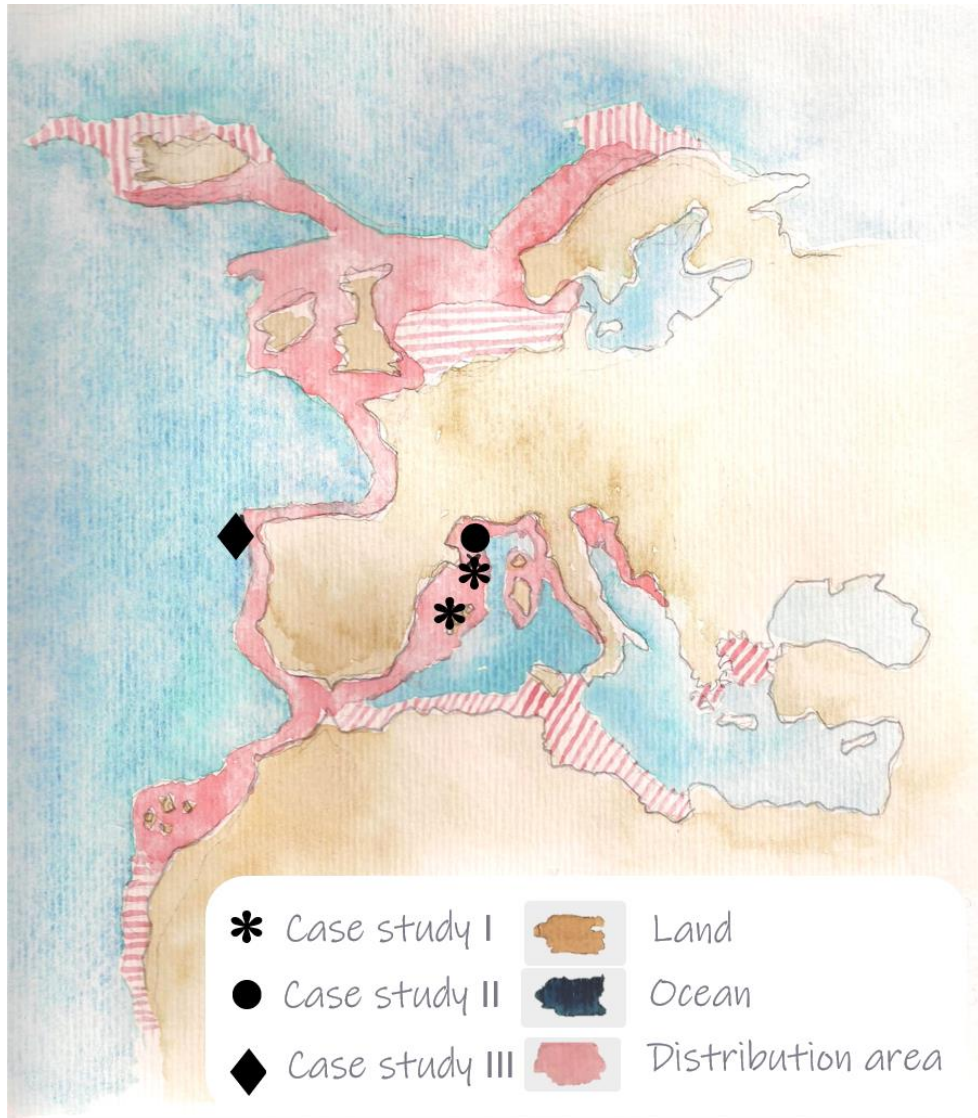 Case study I
Land
Case study II
Ocean
Case study III
Distribution area